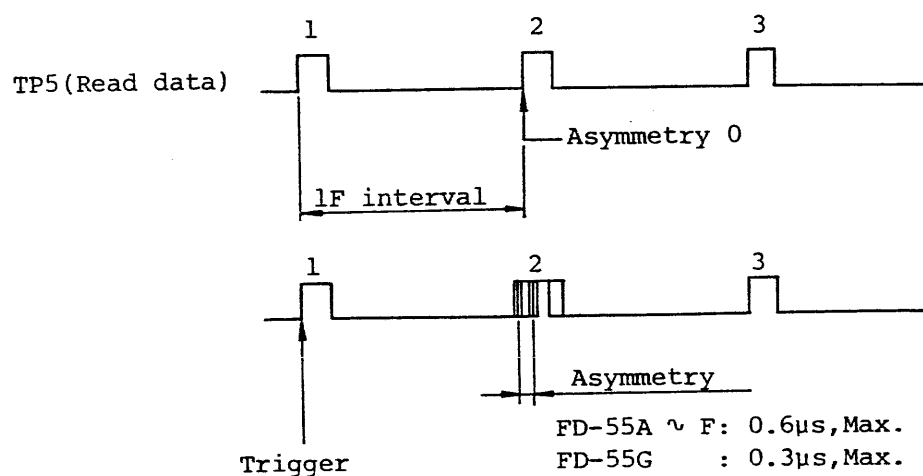 1 2 3
TP5(Read data)
Asymmetry 0
1F interval
1 2 3
Asymmetry
FD-55A ~ F: 0.6µs,Max.
Trigger FD-55G : 0.3µs,Max.